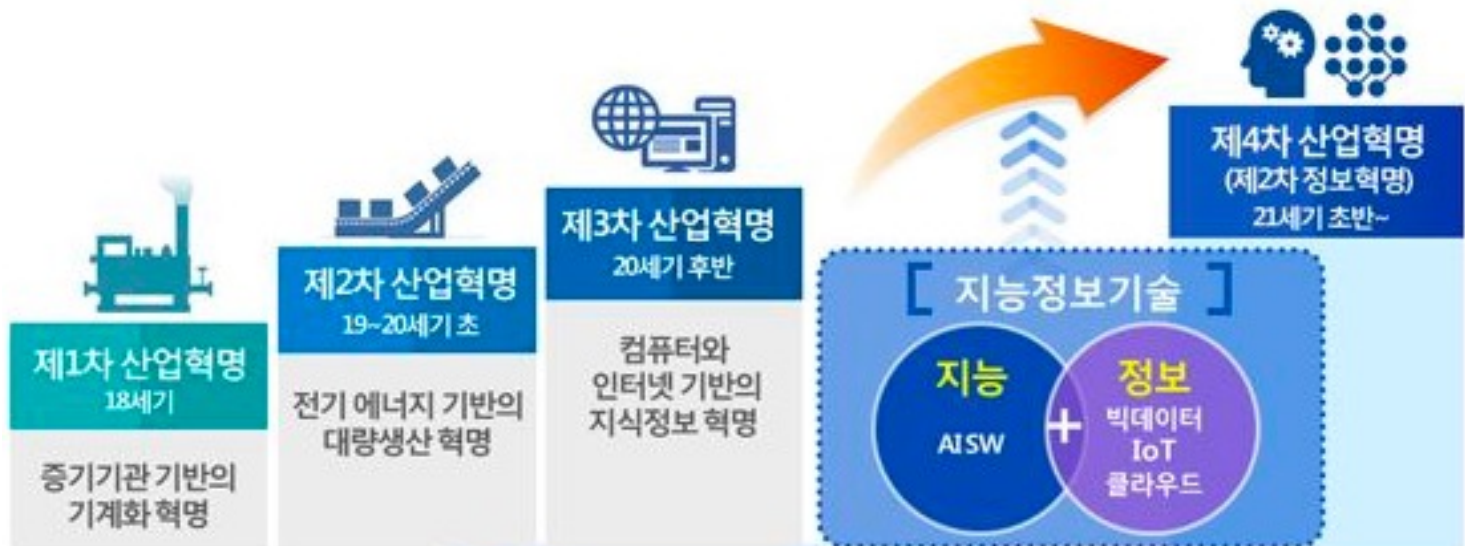 제1차 산업혁명
18세기
증기기관 기반의
기계화 혁명
제2차 산업혁명
19~20세기 초
전기 에너지 기반의
대량생산 혁명
제3차 산업혁명
20세기 후반
컴퓨터와
인터넷 기반의
지식정보 혁명
[ 지능정보기술 ]
지능
AI SW
+
정보
빅데이터
IoT
클라우드
제4차 산업혁명
(제2차 정보혁명)
21세기 초반~